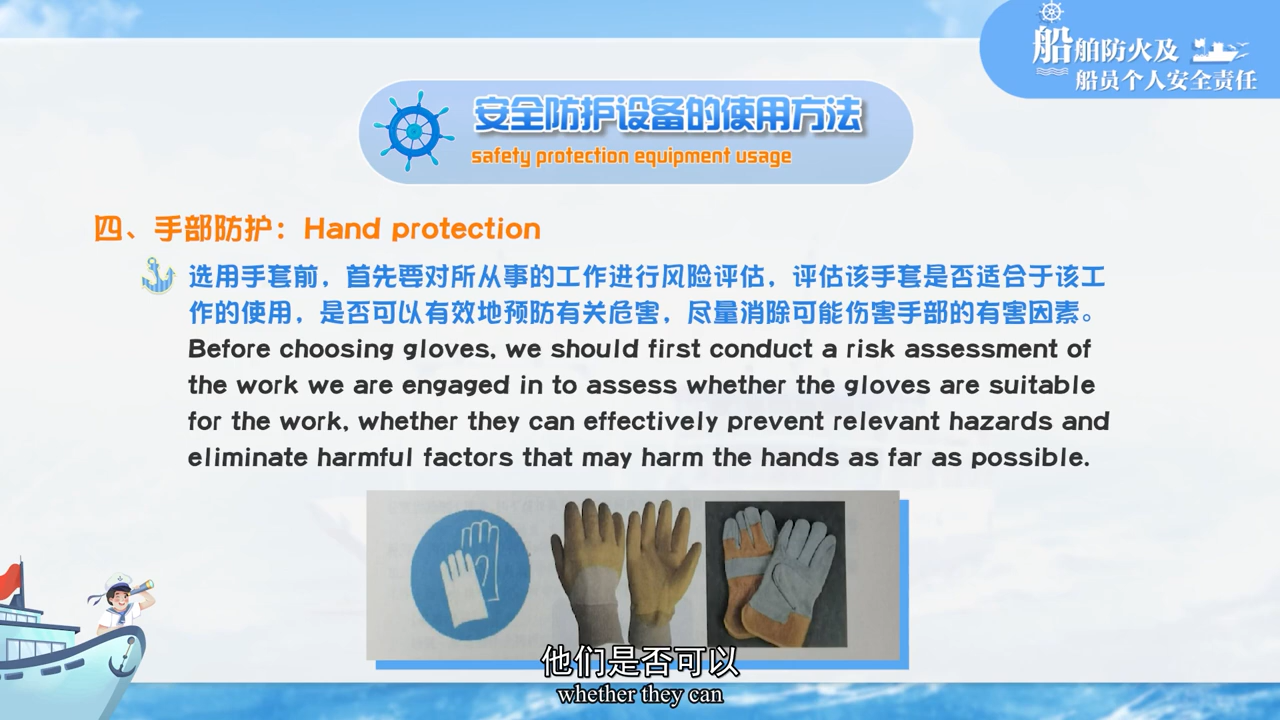 船舶防火及
船员个人安全责任
安全防护设备的使用方法
safety protection equipment usage
四、手部防护：Hand protection
选用手套前，首先要对所从事的工作进行风险评估，评估该手套是否适合于该工
作的使用，是否可以有效地预防有关危害，尽量消除可能伤害手部的有害因素。
Before choosing gloves, we should first conduct a risk assessment of
the work we are engaged in to assess whether the gloves are suitable
for the work, whether they can effectively prevent relevant hazards and
eliminate harmful factors that may harm the hands as far as possible.
他们是否可以
whether they can